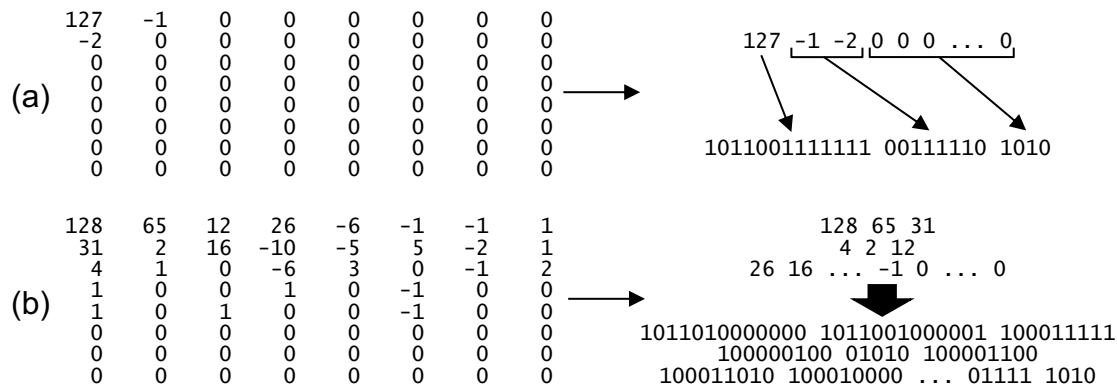 (a)
127 -1 0 0 0 0 0 0
-2 0 0 0 0 0 0 0
0 0 0 0 0 0 0 0
0 0 0 0 0 0 0 0
0 0 0 0 0 0 0 0
0 0 0 0 0 0 0 0
0 0 0 0 0 0 0 0
0 0 0 0 0 0 0 0
127 -1 -2 0 0 0 ... 0
1011001111111 00111110 1010
(b)
128 65 12 26 -6 -1 -1 1
31 2 16 -10 -5 5 -2 1
4 1 0 -6 3 0 -1 2
1 0 0 1 0 -1 0 0
1 0 1 0 0 -1 0 0
0 0 0 0 0 0 0 0
0 0 0 0 0 0 0 0
0 0 0 0 0 0 0 0
128 65 31
4 2 12
26 16 ... -1 0 ... 0
1011010000000 1011001000001 100011111
100000100 01010 100001100
100011010 100010000 ... 01111 1010